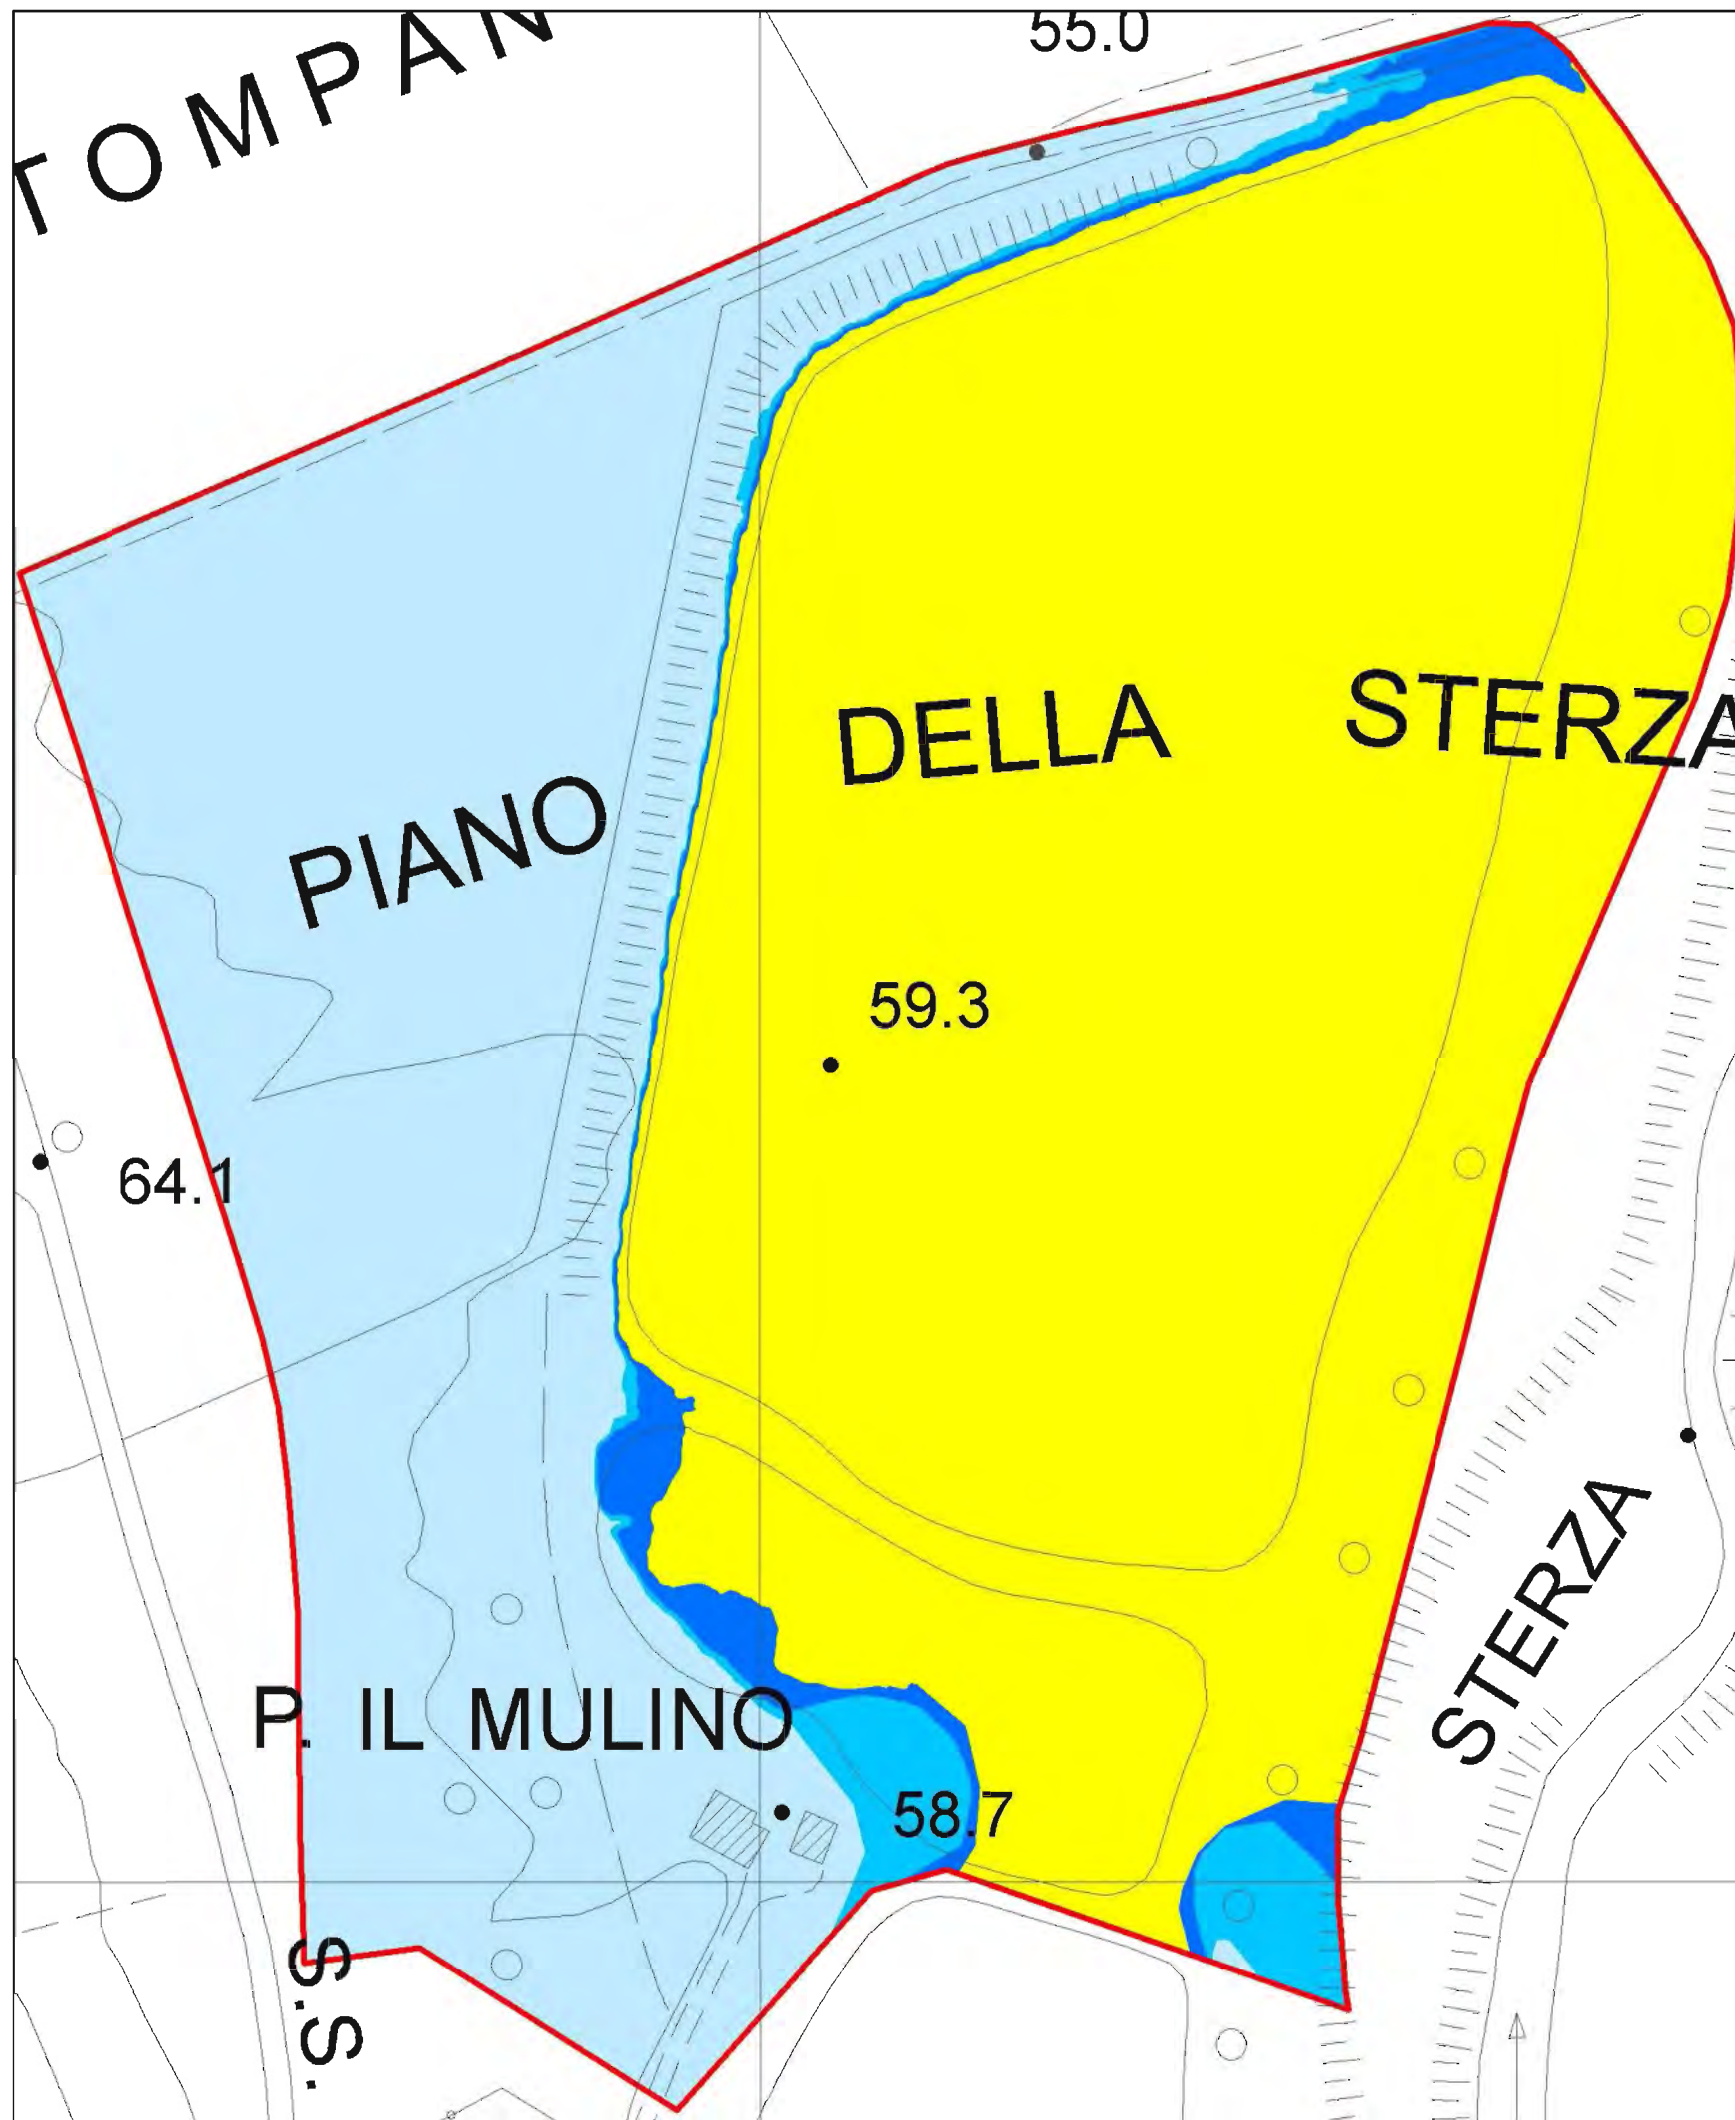 55.0
TOMPAN
DELLA STERZA
PIANO
59.3
64.1
STERZA
P. IL MULINO
58.7
S.S.